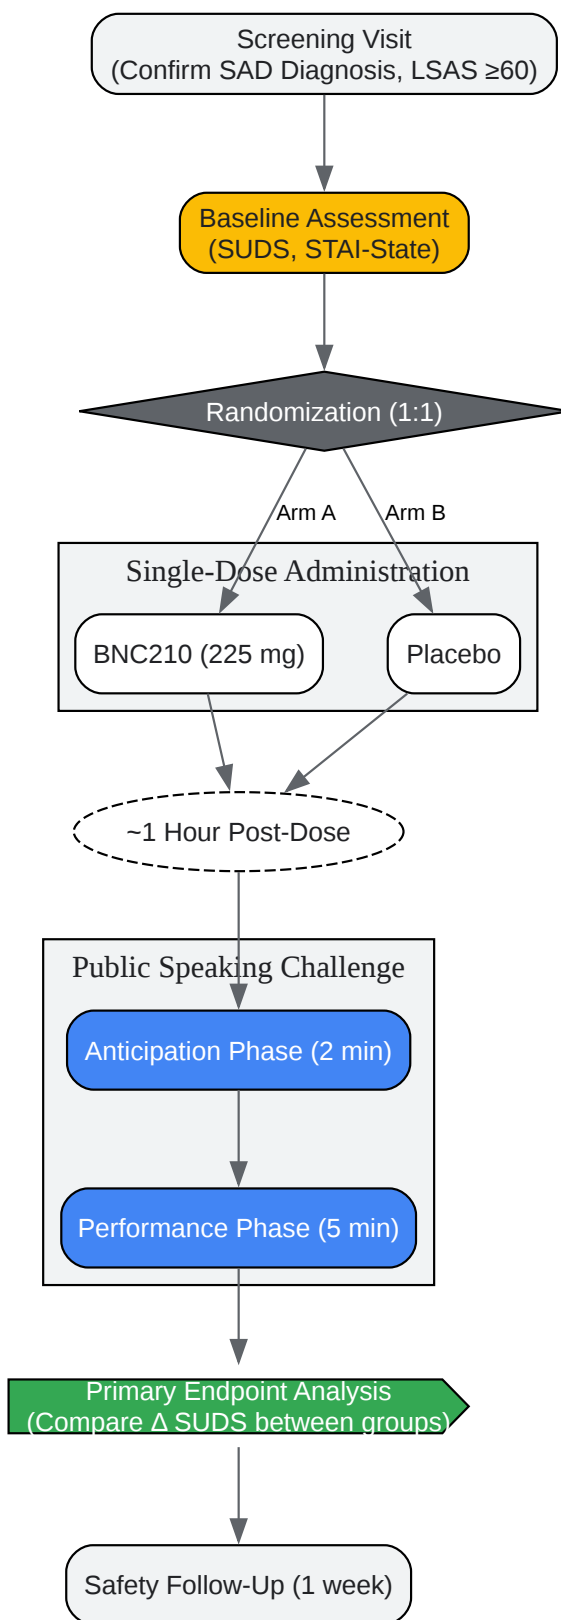 Screening Visit
(Confirm SAD Diagnosis, LSAS ≥60)
Baseline Assessment
(SUDS, STAI-State)
Randomization (1:1)
Arm A
Arm B
Single-Dose Administration
BNC210 (225 mg)
Placebo
~1 Hour Post-Dose
Public Speaking Challenge
Anticipation Phase (2 min)
Performance Phase (5 min)
Primary Endpoint Analysis
(Compare Δ SUDS between groups)
Safety Follow-Up (1 week)